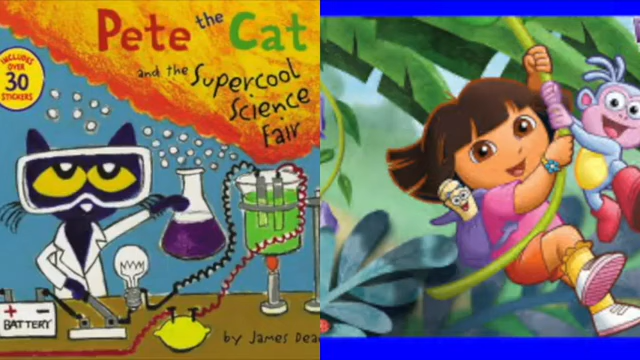 Pete the Cat
and the Supercool
Science
Fair
INCLUDES
OVER
30
STICKERS
+ -
BATTERY
by James Dea